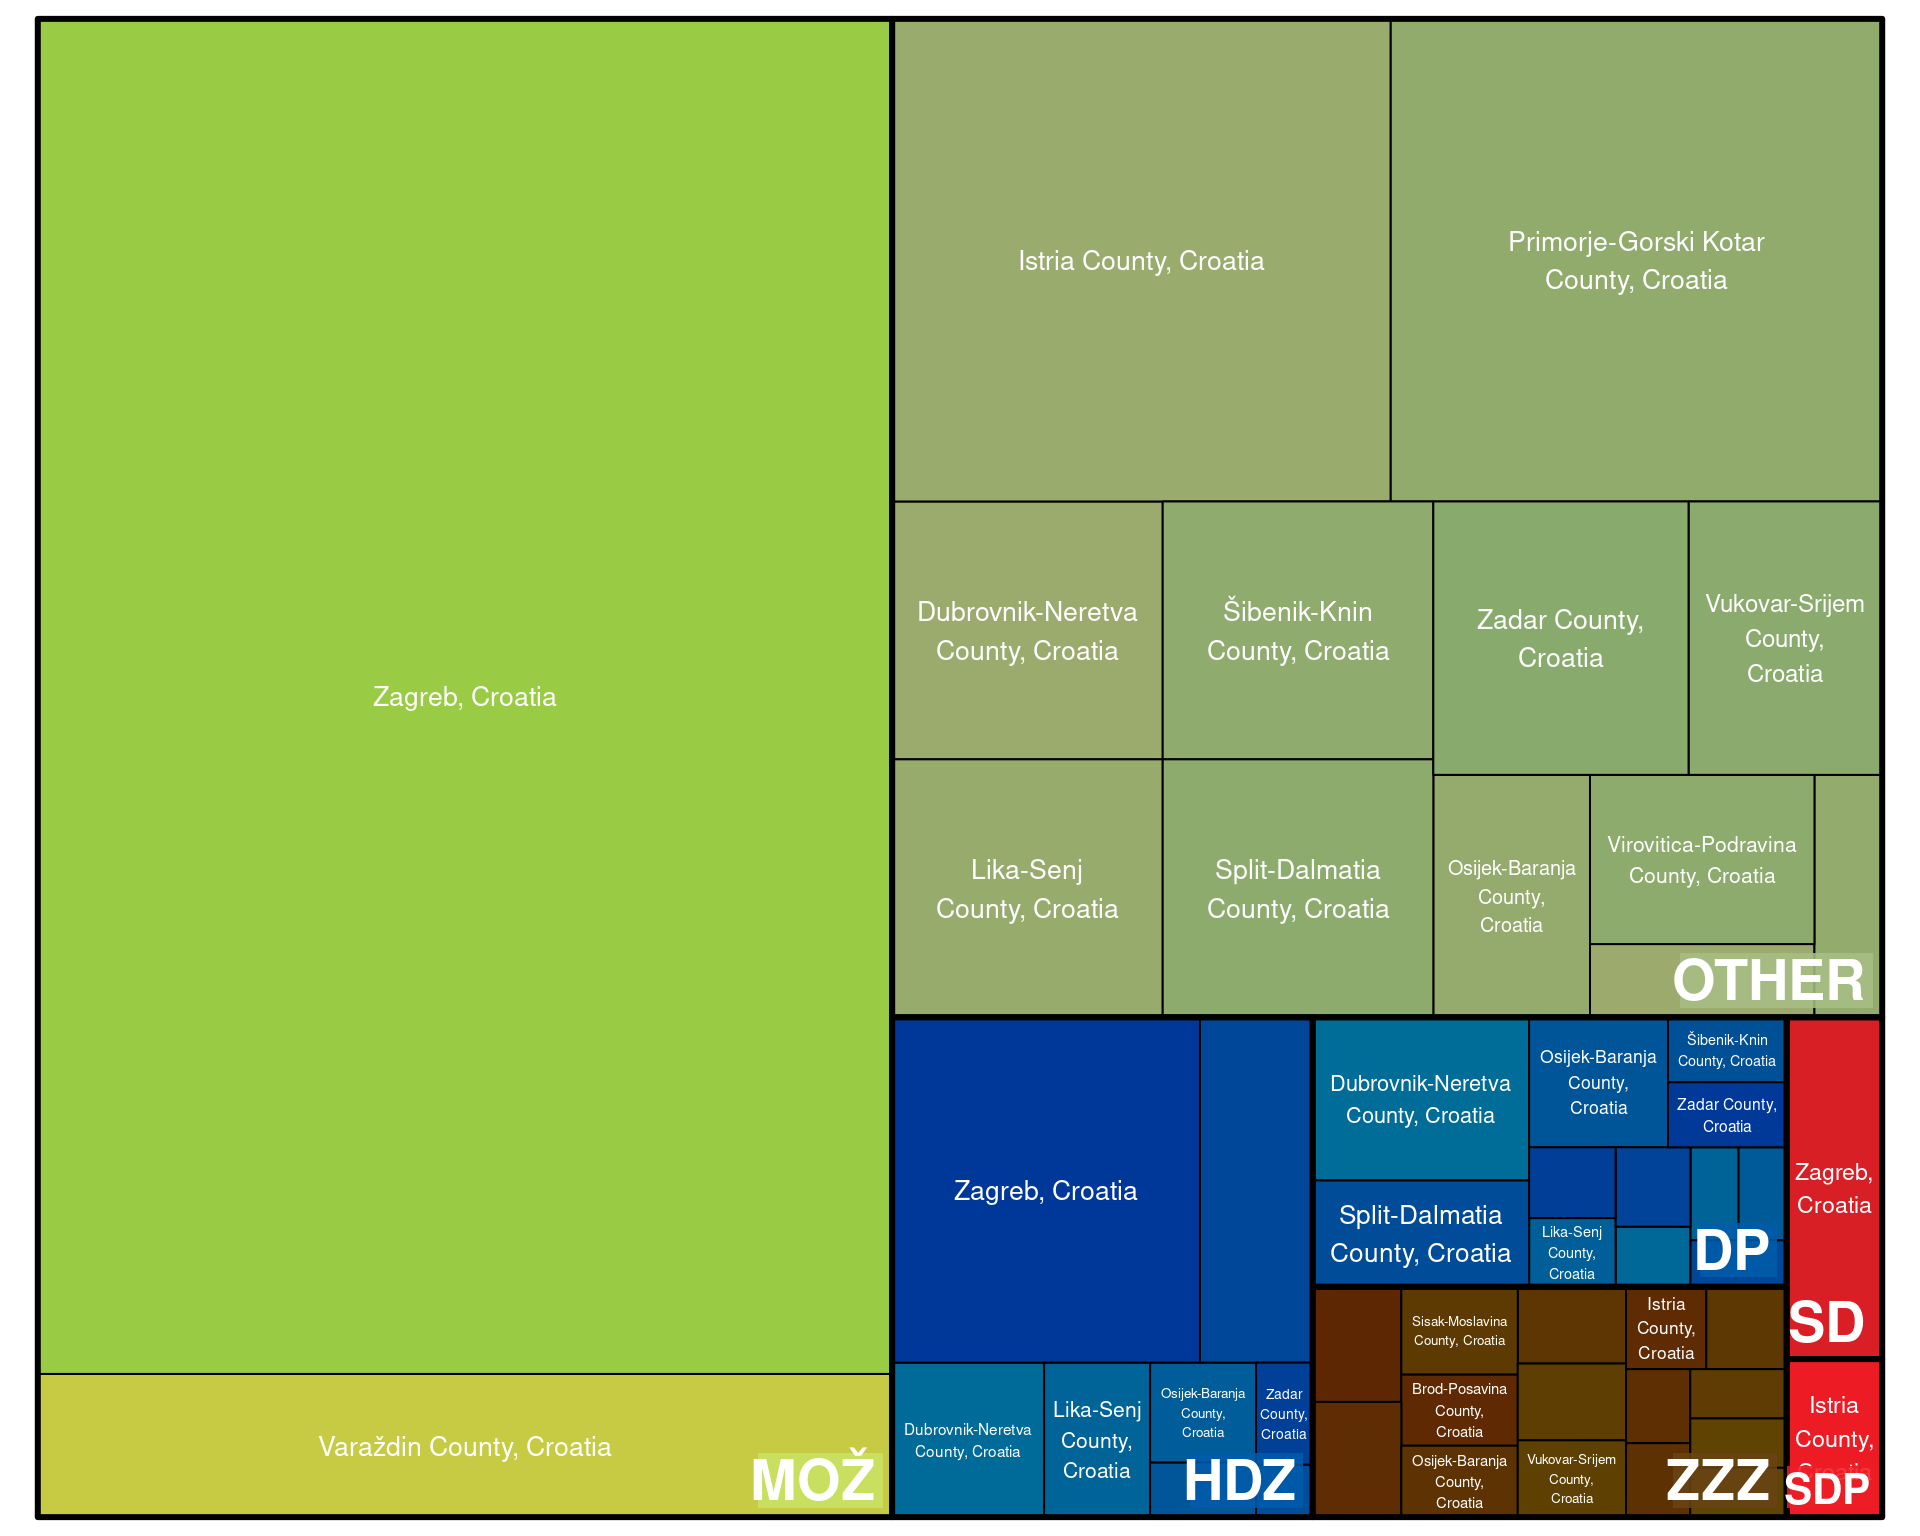 Zagreb, Croatia
Varaždin County, Croatia
MOŽ
Istria County, Croatia
Primorje-Gorski Kotar
County, Croatia
Dubrovnik-Neretva
County, Croatia
Šibenik-Knin
County, Croatia
Zadar County,
Croatia
Vukovar-Srijem
County,
Croatia
Lika-Senj
County, Croatia
Split-Dalmatia
County, Croatia
Osijek-Baranja
County,
Croatia
Virovitica-Podravina
County, Croatia
OTHER
Zagreb, Croatia
Dubrovnik-Neretva
County, Croatia
Lika-Senj
County,
Croatia
Osijek-Baranja
County,
Croatia
Zadar
County,
Croatia
HDZ
Dubrovnik-Neretva
County, Croatia
Split-Dalmatia
County, Croatia
Osijek-Baranja
County,
Croatia
Šibenik-Knin
County, Croatia
Zadar County,
Croatia
Lika-Senj
County,
Croatia
DP
Sisak-Moslavina
County, Croatia
Brod-Posavina
County,
Croatia
Osijek-Baranja
County,
Croatia
Istria
County,
Croatia
Vukovar-Srijem
County,
Croatia
ZZZ
Zagreb,
Croatia
SD
Istria
County,
Croatia
SDP